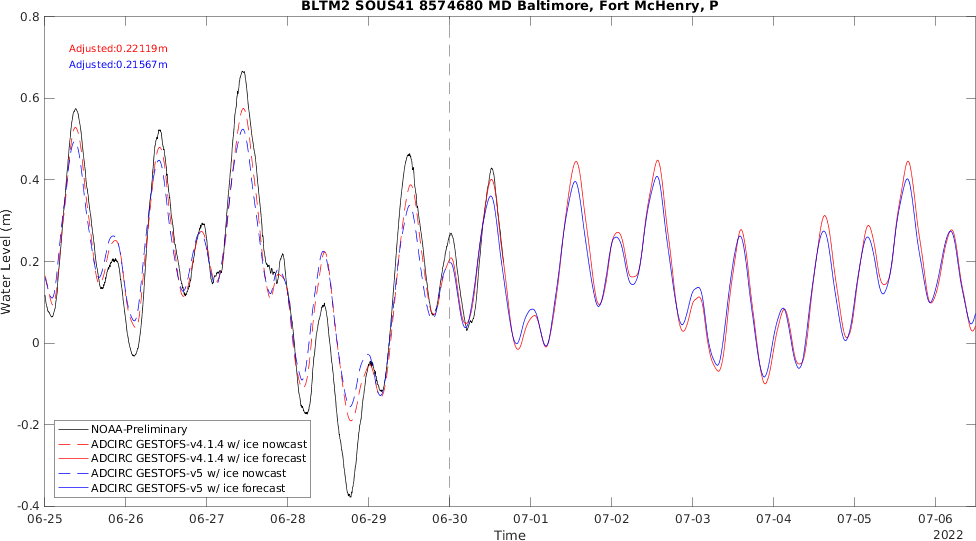 BLTM2 SOUS41 8574680 MD Baltimore, Fort McHenry, P
0.8
Adjusted:0.22119m
Adjusted:0.21567m
0.6
0.4
0.2
0
-0.2
-0.4
Water Level (m)
NOAA-Preliminary
ADCIRC GESTOFS-v4.1.4 w/ ice nowcast
ADCIRC GESTOFS-v4.1.4 w/ ice forecast
ADCIRC GESTOFS-v5 w/ ice nowcast
ADCIRC GESTOFS-v5 w/ ice forecast
06-25 06-26 06-27 06-28 06-29 06-30 07-01 07-02 07-03 07-04 07-05 07-06
Time
2022